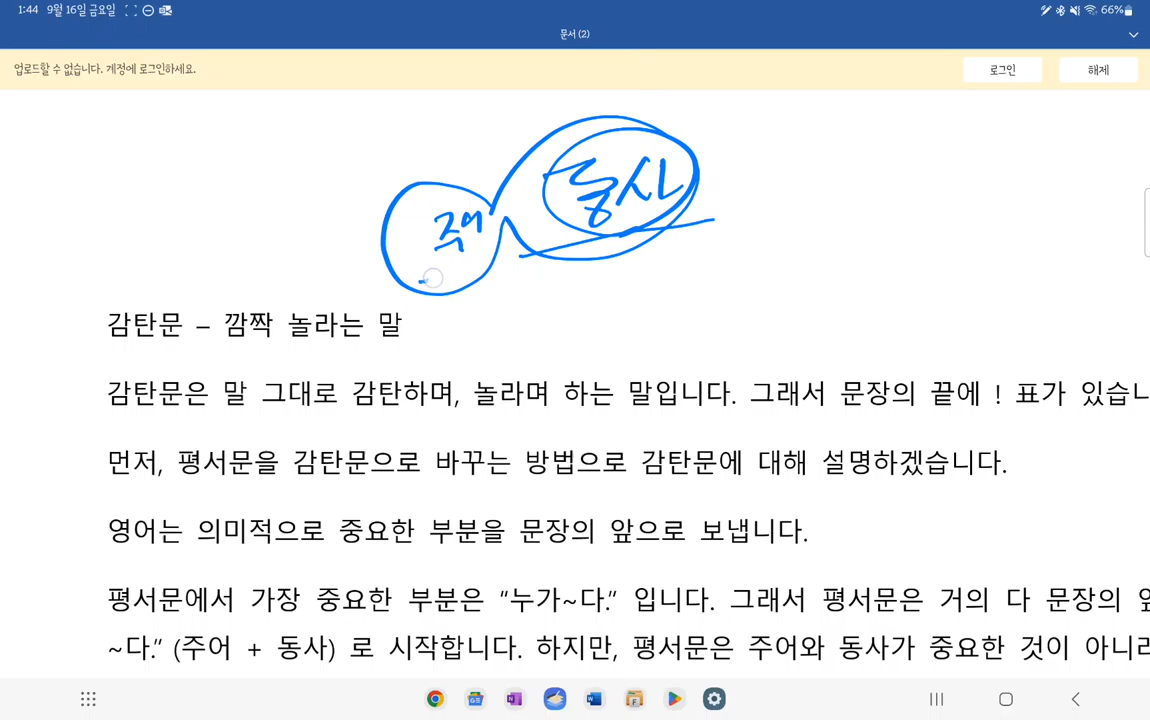 1:44 9월 16일 금요일 66%
문서 (2)
업로드할 수 없습니다. 계정에 로그인하세요. 로그인 해제
주어 동사
감탄문 – 깜짝 놀라는 말
감탄문은 말 그대로 감탄하며, 놀라며 하는 말입니다. 그래서 문장의 끝에 ! 표가 있습니
먼저, 평서문을 감탄문으로 바꾸는 방법으로 감탄문에 대해 설명하겠습니다.
영어는 의미적으로 중요한 부분을 문장의 앞으로 보냅니다.
평서문에서 가장 중요한 부분은 “누가~다.” 입니다. 그래서 평서문은 거의 다 문장의 앞
~다.” (주어 + 동사) 로 시작합니다. 하지만, 평서문은 주어와 동사가 중요한 것이 아니라